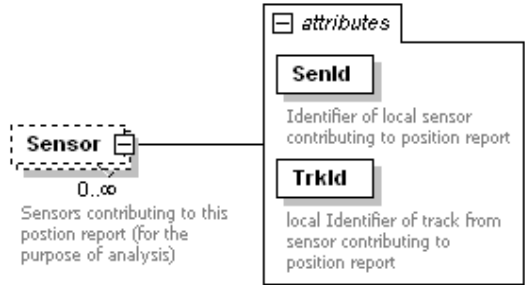 attributes
SenId
Identifier of local sensor
contributing to position report
Sensor
0..∞
Sensors contributing to this
postion report (for the
purpose of analysis)
TrkId
local Identifier of track from
sensor contributing to
position report